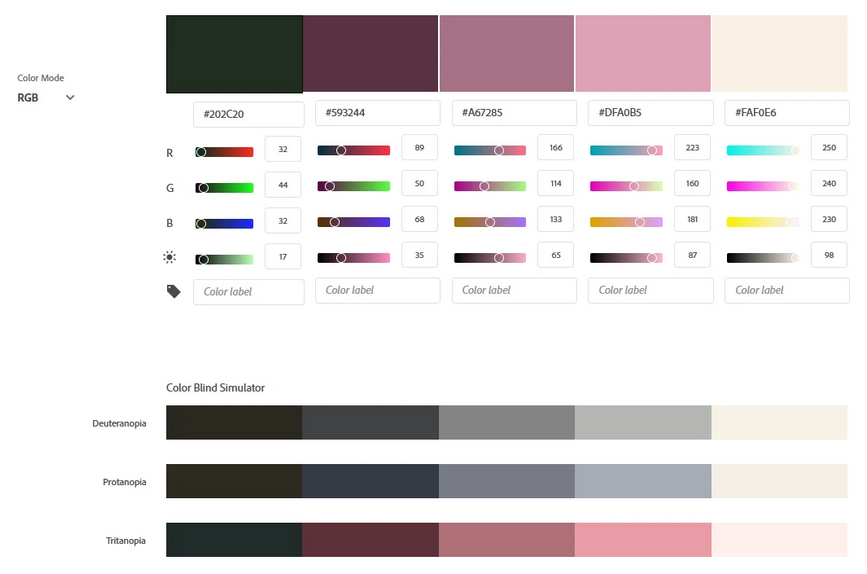 Color Mode
RGB
#202C20 #593244 #A67285 #DFA0B5 #FAF0E6
R 32 89 166 223 250
G 44 50 114 160 240
B 32 68 133 181 230
17 35 65 87 98
Color label Color label Color label Color label Color label
Color Blind Simulator
Deuteranopia
Protanopia
Tritanopia